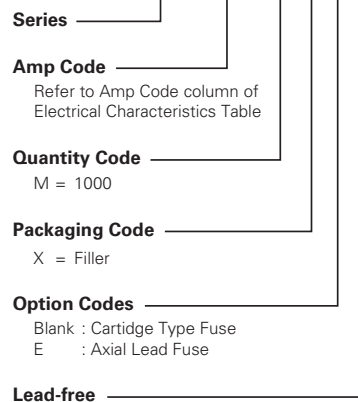 Series
Amp Code
Refer to Amp Code column of
Electrical Characteristics Table
Quantity Code
M = 1000
Packaging Code
X = Filler
Option Codes
Blank : Cartidge Type Fuse
E : Axial Lead Fuse
Lead-free